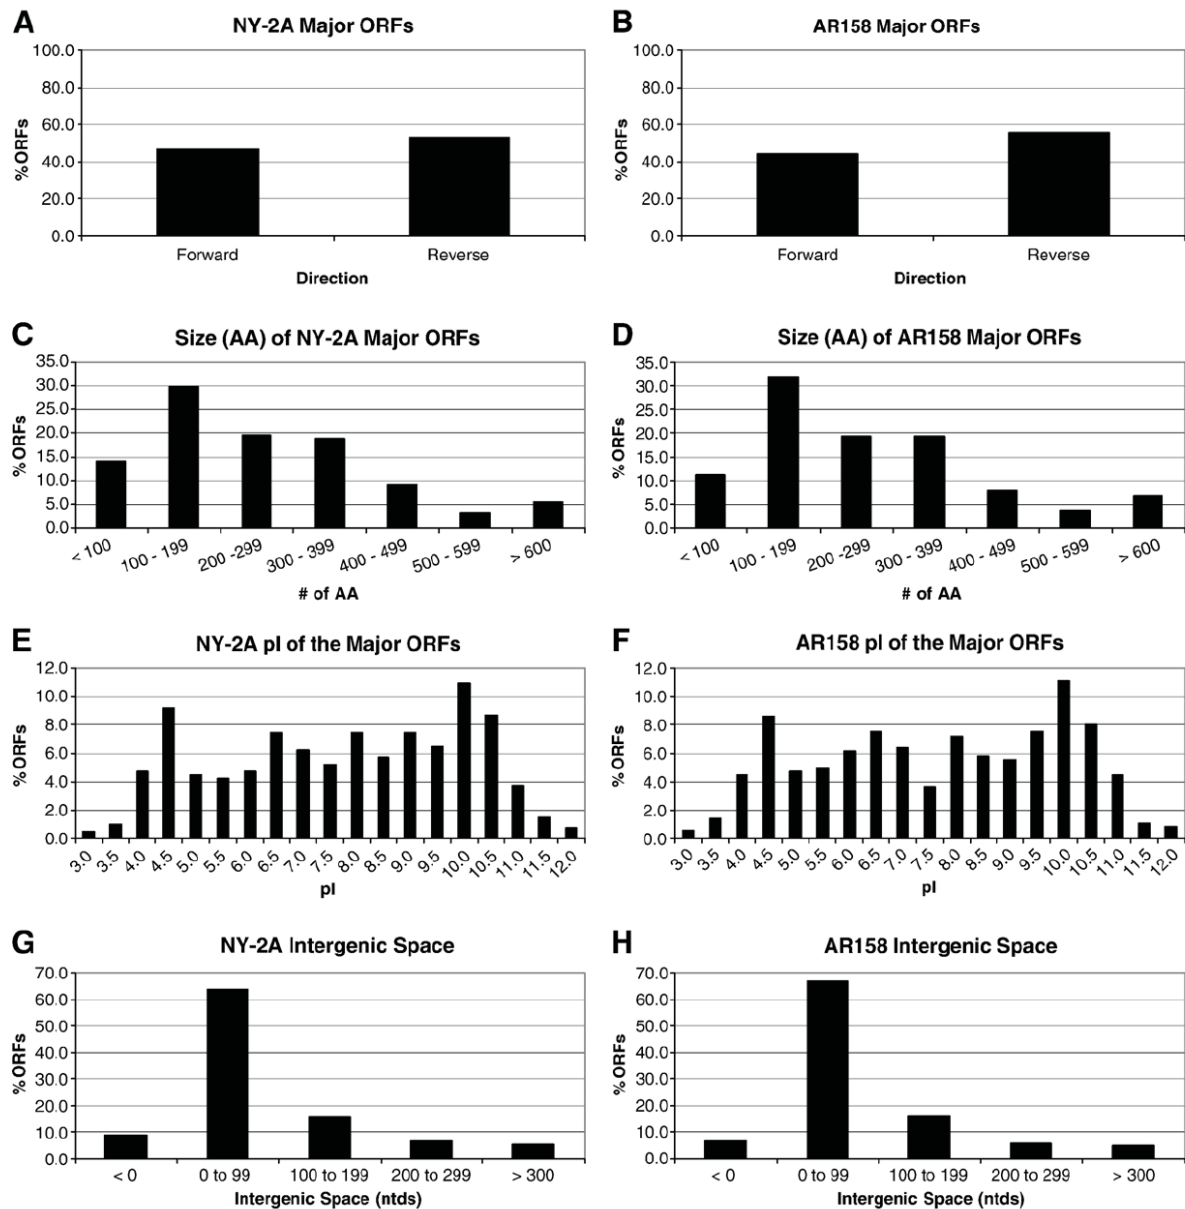 A
NY-2A Major ORFs
%ORFs
100.0
80.0
60.0
40.0
20.0
0.0
Forward
Reverse
Direction
B
AR158 Major ORFs
%ORFs
100.0
80.0
60.0
40.0
20.0
0.0
Forward
Reverse
Direction
C
Size (AA) of NY-2A Major ORFs
%ORFs
35.0
30.0
25.0
20.0
15.0
10.0
5.0
0.0
< 100
100 - 199
200 -299
300 - 399
400 - 499
500 - 599
> 600
# of AA
D
Size (AA) of AR158 Major ORFs
%ORFs
35.0
30.0
25.0
20.0
15.0
10.0
5.0
0.0
< 100
100 - 199
200 -299
300 - 399
400 - 499
500 - 599
> 600
# of AA
E
NY-2A pI of the Major ORFs
%ORFs
12.0
10.0
8.0
6.0
4.0
2.0
0.0
3.0
3.5
4.0
4.5
5.0
5.5
6.0
6.5
7.0
7.5
8.0
8.5
9.0
9.5
10.0
10.5
11.0
11.5
12.0
pI
F
AR158 pI of the Major ORFs
%ORFs
12.0
10.0
8.0
6.0
4.0
2.0
0.0
3.0
3.5
4.0
4.5
5.0
5.5
6.0
6.5
7.0
7.5
8.0
8.5
9.0
9.5
10.0
10.5
11.0
11.5
12.0
pI
G
NY-2A Intergenic Space
%ORFs
70.0
60.0
50.0
40.0
30.0
20.0
10.0
0.0
< 0
0 to 99
100 to 199
200 to 299
> 300
Intergenic Space (ntds)
H
AR158 Intergenic Space
%ORFs
70.0
60.0
50.0
40.0
30.0
20.0
10.0
0.0
< 0
0 to 99
100 to 199
200 to 299
> 300
Intergenic Space (ntds)